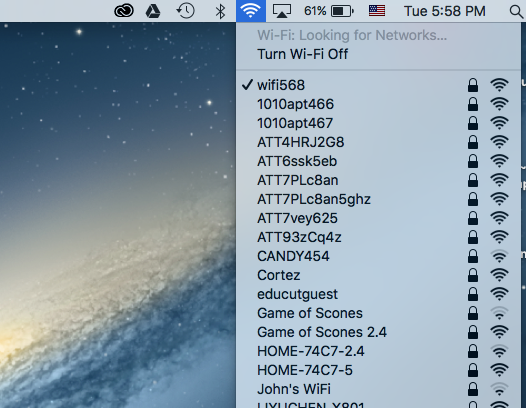 61% Tue 5:58 PM
Wi-Fi: Looking for Networks...
Turn Wi-Fi Off
wifi568
1010apt466
1010apt467
ATT4HRJ2G8
ATT6ssk5eb
ATT7PLc8an
ATT7PLc8an5ghz
ATT7vey625
ATT93zCq4z
CANDY454
Cortez
educutguest
Game of Scones
Game of Scones 2.4
HOME-74C7-2.4
HOME-74C7-5
John's WiFi